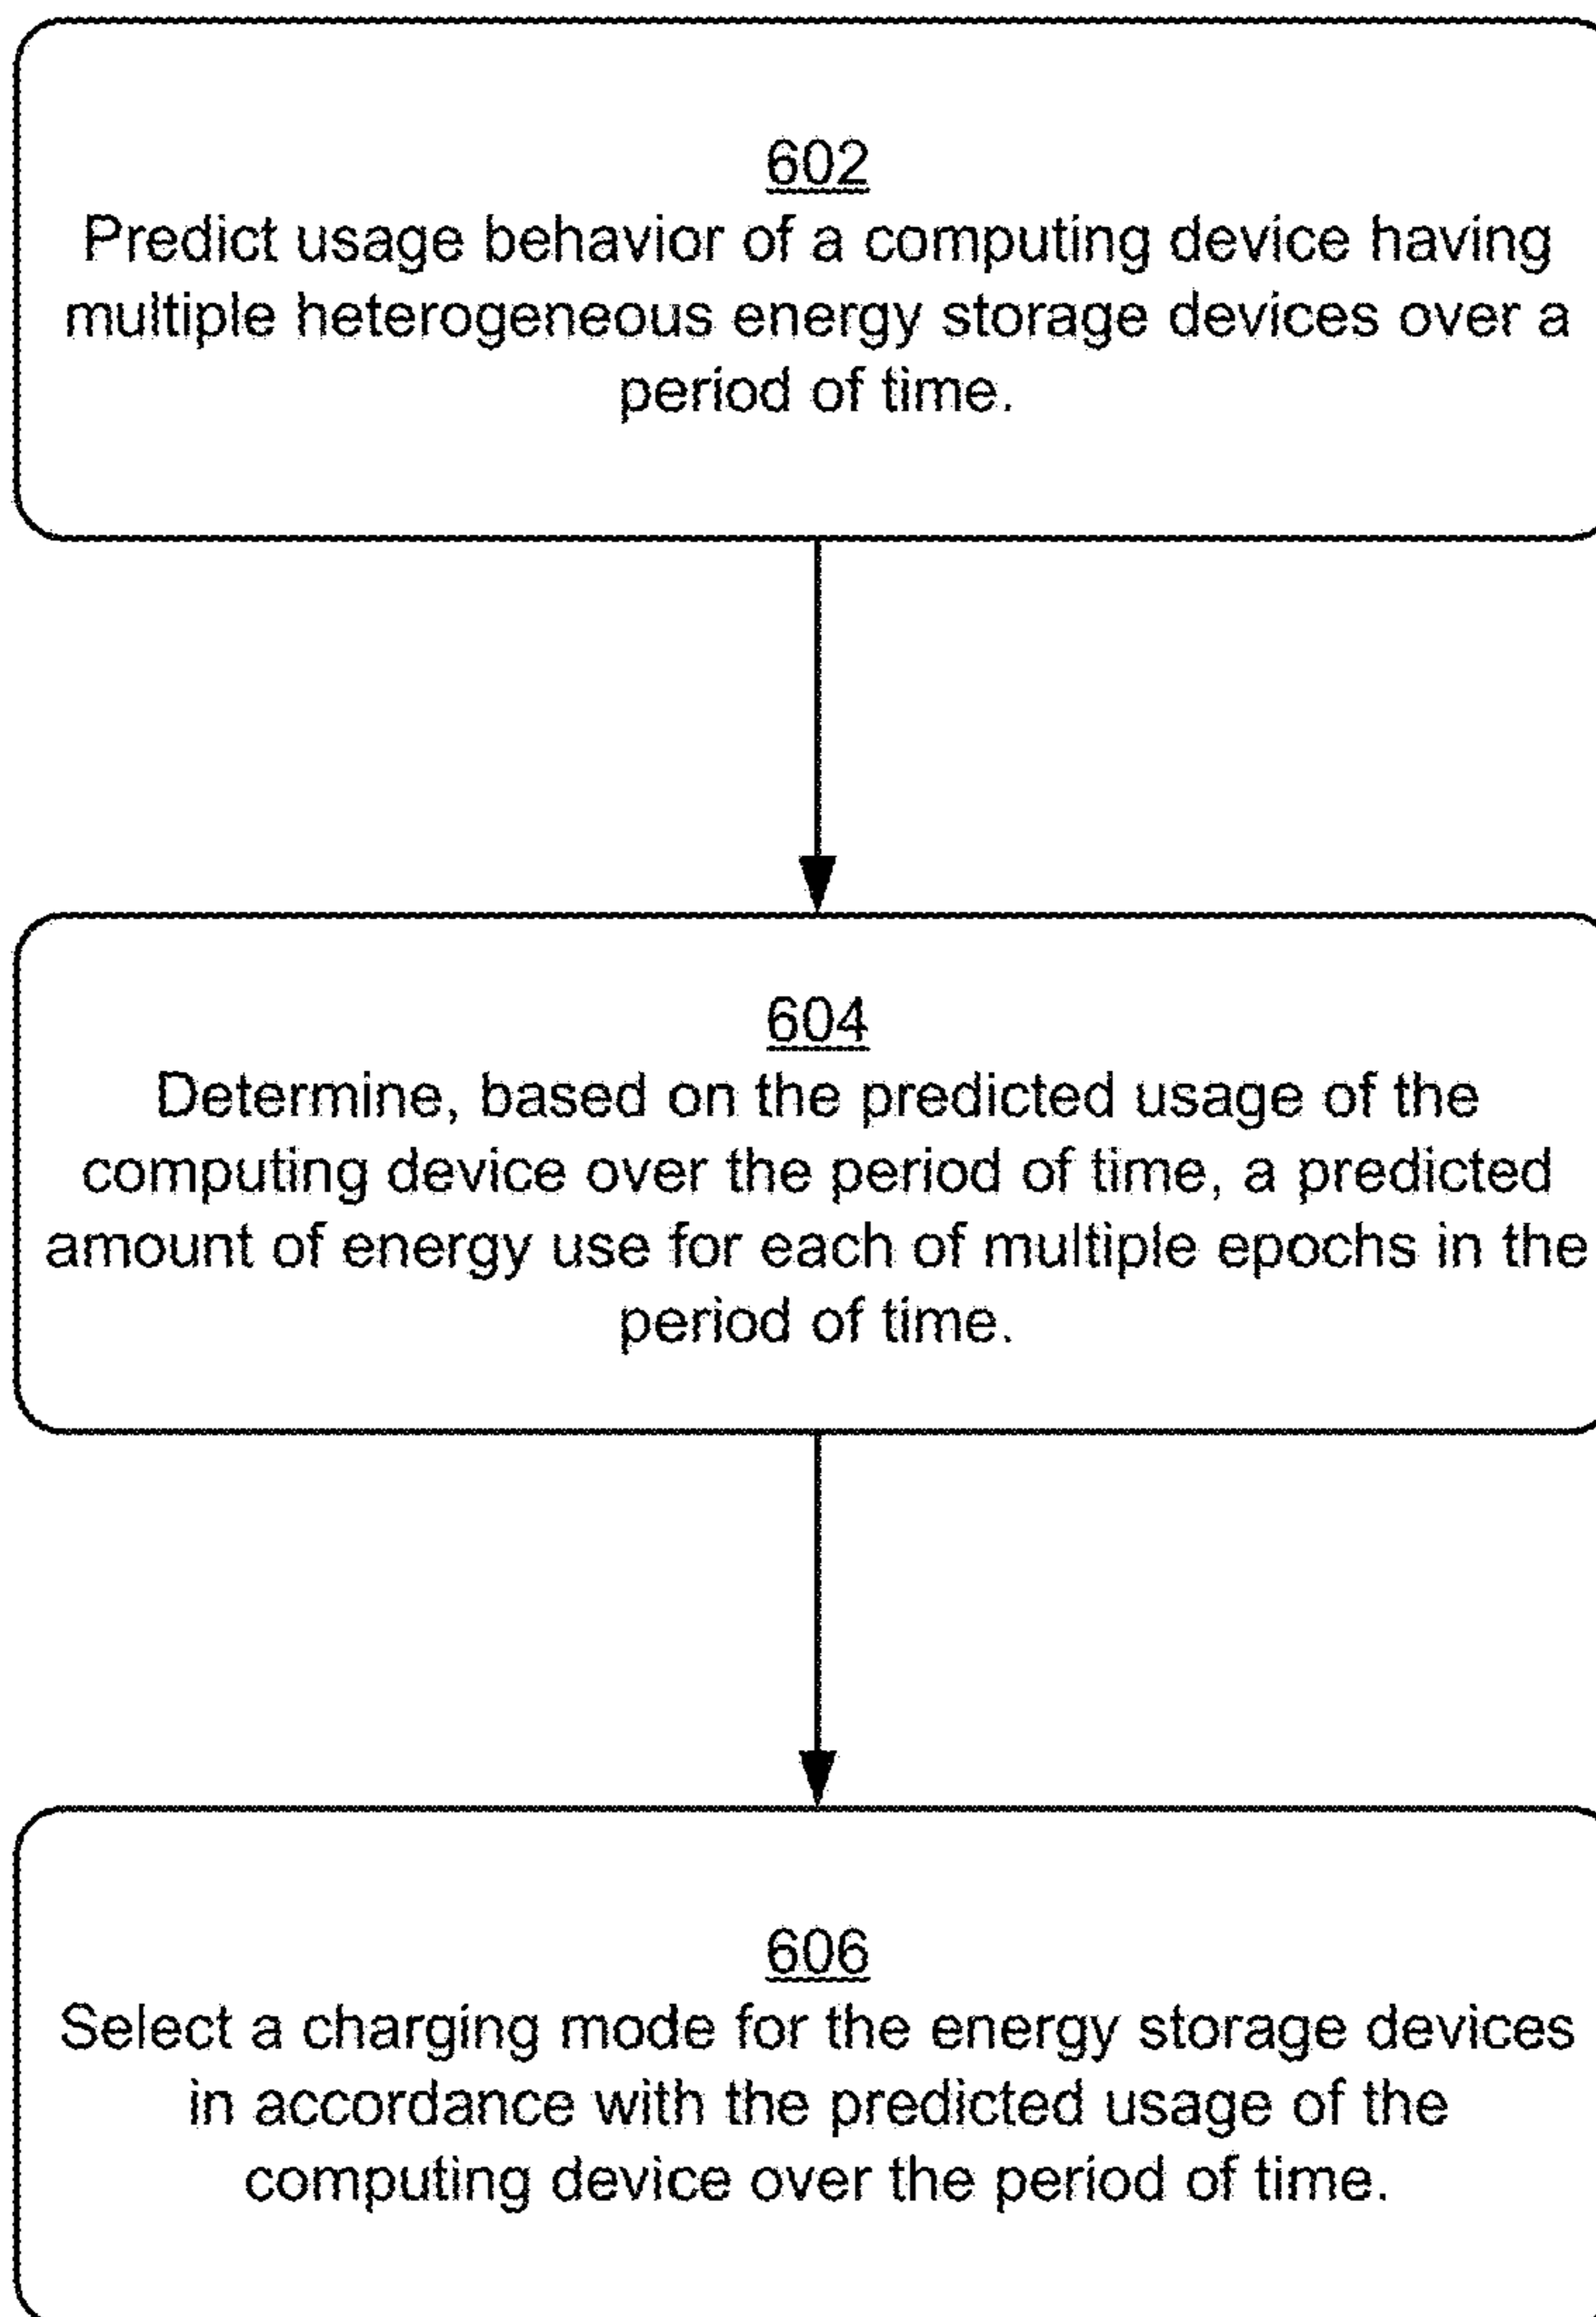 602
Predict usage behavior of a computing device having
multiple heterogeneous energy storage devices over a
period of time.
604
Determine, based on the predicted usage of the
computing device over the period of time, a predicted
amount of energy use for each of multiple epochs in the
period of time.
606
Select a charging mode for the energy storage devices
in accordance with the predicted usage of the
computing device over the period of time.